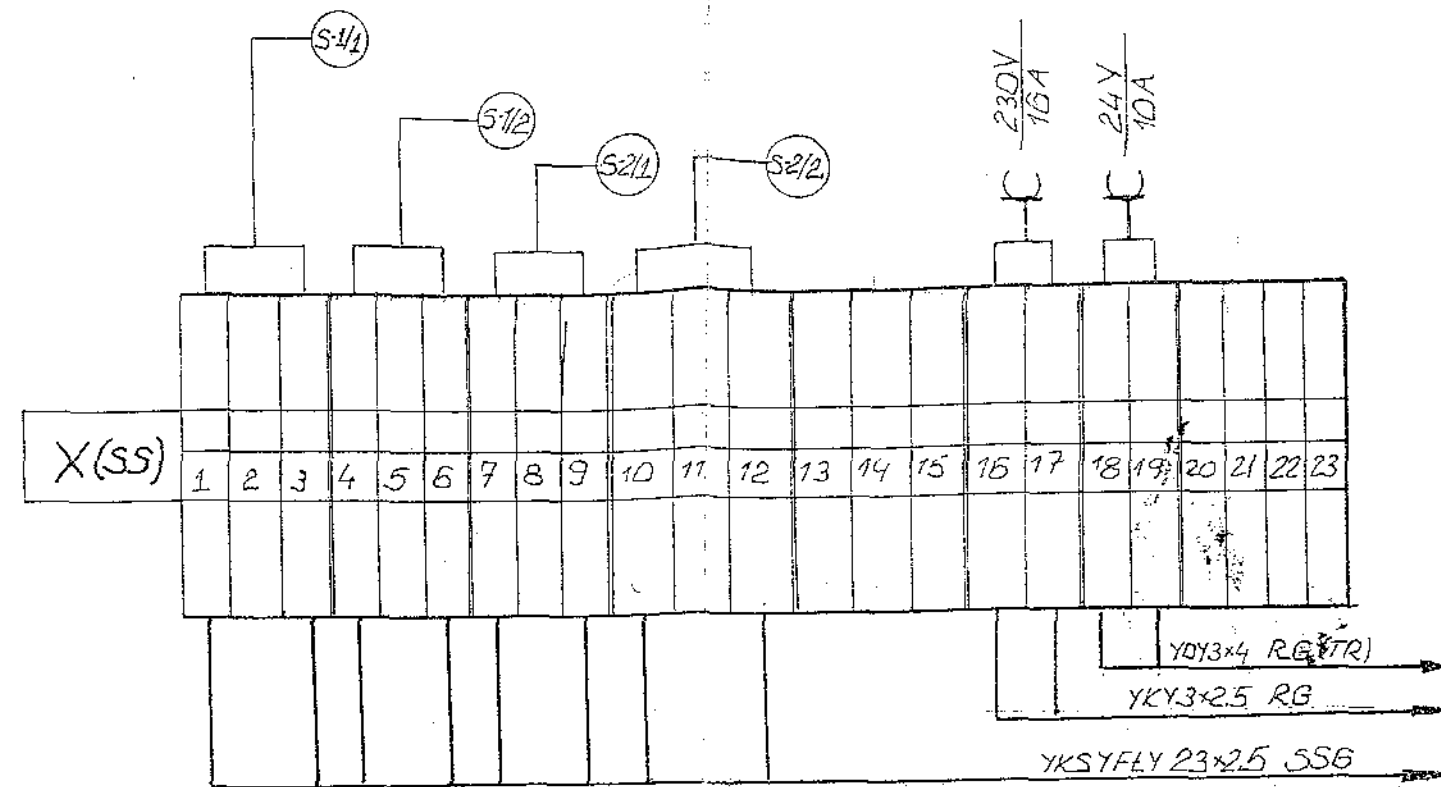 S-1/1
S-1/2
S-2/1
S-2/2
230V
16A
24V
10A
X(SS) 1 2 3 4 5 6 7 8 9 10 11 12 13 14 15 16 17 18 19 20 21 22 23
YDY3×4 RG (TR)
YKY3×2.5 RG
YKSYFŁY 23×2.5 SSG